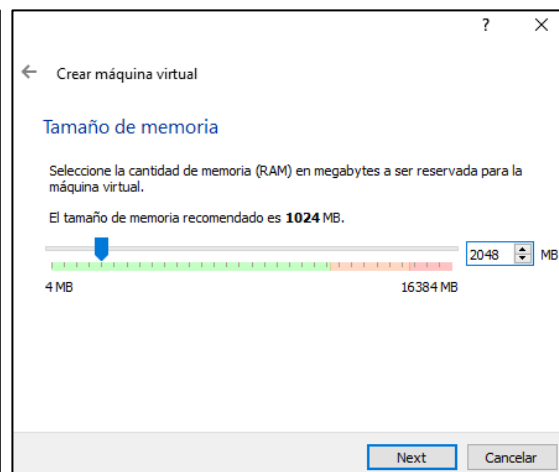 ? ×
← Crear máquina virtual
Tamaño de memoria
Seleccione la cantidad de memoria (RAM) en megabytes a ser reservada para la
máquina virtual.
El tamaño de memoria recomendado es 1024 MB.
2048 MB
4 MB 16384 MB
Next Cancelar